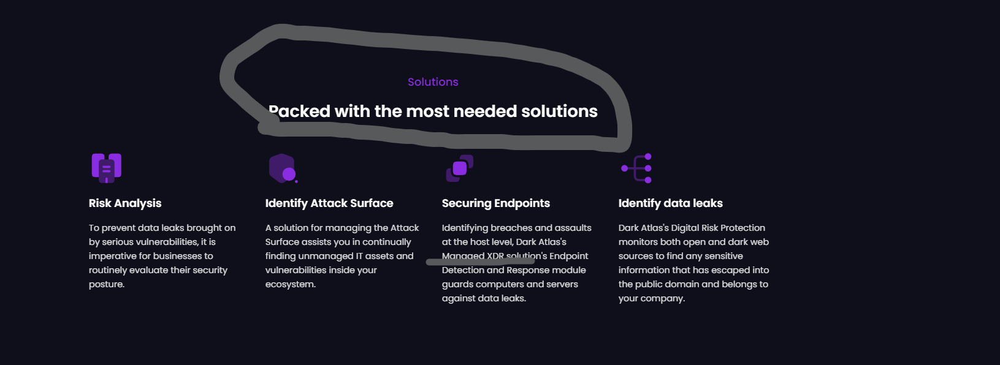 Solutions
Packed with the most needed solutions
Risk Analysis
To prevent data leaks brought on
by serious vulnerabilities, it is
imperative for businesses to
routinely evaluate their security
posture.
Identify Attack Surface
A solution for managing the Attack
Surface assists you in continually
finding unmanaged IT assets and
vulnerabilities inside your
ecosystem.
Securing Endpoints
Identifying breaches and assaults
at the host level, Dark Atlas's
Managed XDR solution's Endpoint
Detection and Response module
guards computers and servers
against data leaks.
Identify data leaks
Dark Atlas's Digital Risk Protection
monitors both open and dark web
sources to find any sensitive
information that has escaped into
the public domain and belongs to
your company.